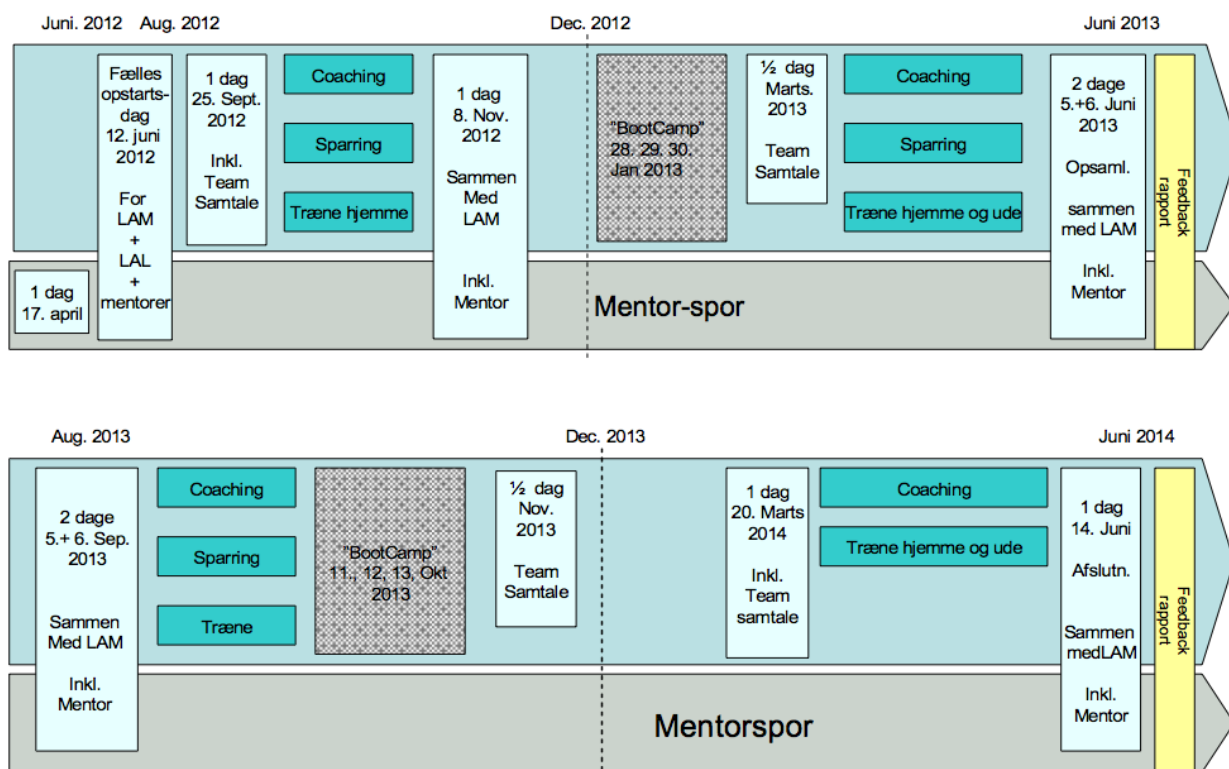 Juni. 2012
Aug. 2012
Dec. 2012
Juni 2013
Fælles
opstarts-
dag
12. juni
2012
For
LAM
+
LAL
+
mentorer
1 dag
25. Sept.
2012
Inkl.
Team
Samtale
Coaching
Sparring
Træne hjemme
1 dag
8. Nov.
2012
Sammen
Med
LAM
Inkl.
Mentor
"BootCamp"
28. 29. 30.
Jan 2013
½ dag
Marts.
2013
Team
Samtale
Coaching
Sparring
Træne hjemme og ude
2 dage
5.+6. Juni
2013
Opsaml.
sammen
med LAM
Inkl.
Mentor
Feedback
rapport
1 dag
17. april
Mentor-spor
Aug. 2013
Dec. 2013
Juni 2014
2 dage
5.+ 6. Sep.
2013
Sammen
Med LAM
Inkl.
Mentor
Coaching
Sparring
Træne
"BootCamp"
11., 12, 13, Okt
2013
½ dag
Nov.
2013
Team
Samtale
1 dag
20. Marts
2014
Inkl.
Team
samtale
Coaching
Træne hjemme og ude
1 dag
14. Juni
Afslutn.
Sammen
medLAM
Inkl.
Mentor
Feedback
rapport
Mentorspor